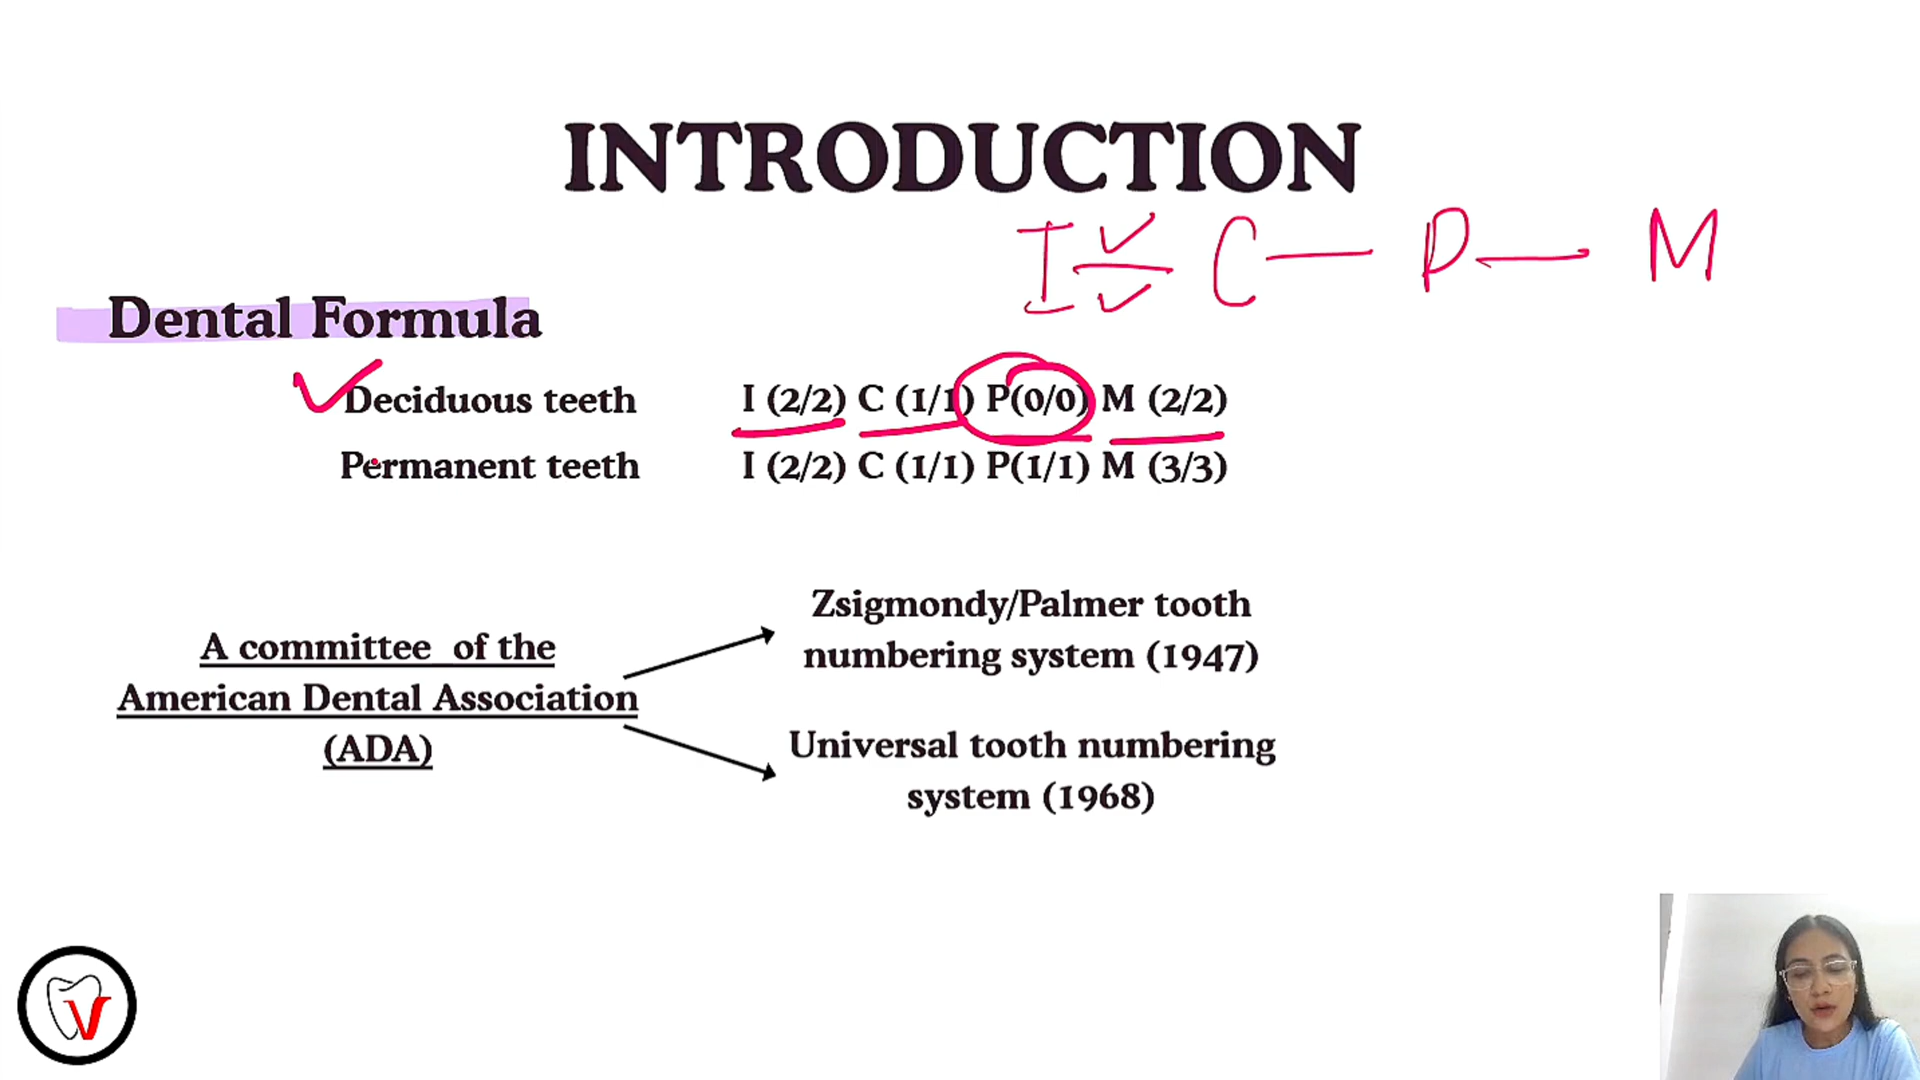 INTRODUCTION
I C P M
Dental Formula
Deciduous teeth I (2/2) C (1/1) P(0/0) M (2/2)
Permanent teeth I (2/2) C (1/1) P(1/1) M (3/3)
A committee of the
American Dental Association
(ADA)
Zsigmondy/Palmer tooth
numbering system (1947)
Universal tooth numbering
system (1968)
V